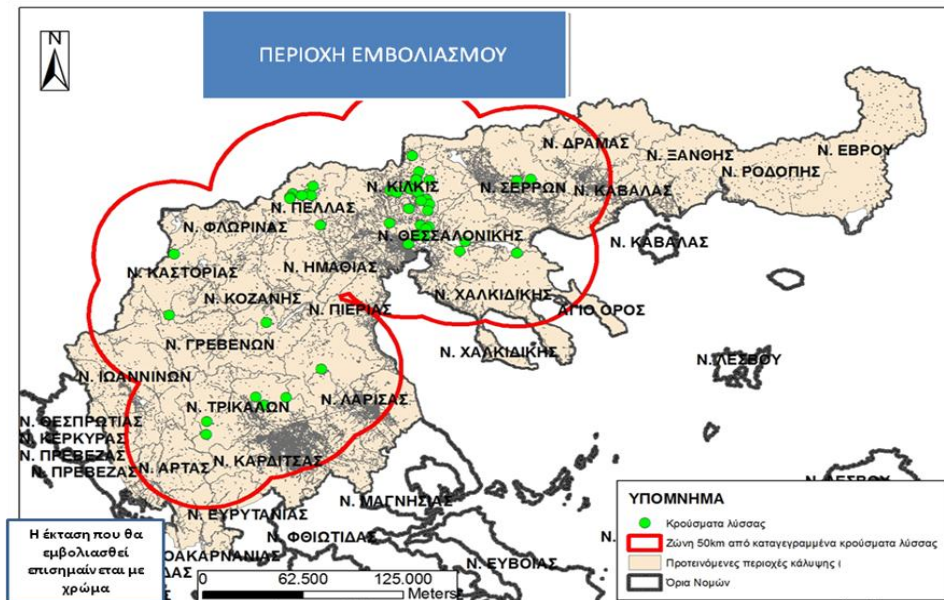 N
ΠΕΡΙΟΧΗ ΕΜΒΟΛΙΑΣΜΟΥ
Ν. ΔΡΑΜΑΣ
Ν. ΞΑΝΘΗΣ
Ν. ΕΒΡΟΥ
Ν. ΡΟΔΟΠΗΣ
Ν. ΚΙΛΚΙΣ
Ν. ΣΕΡΡΩΝ
Ν. ΚΑΒΑΛΑΣ
Ν. ΠΕΛΛΑΣ
Ν. ΦΛΩΡΙΝΑΣ
Ν. ΘΕΣΣΑΛΟΝΙΚΗΣ
Ν. ΚΑΒΑΛΑΣ
Ν. ΚΑΣΤΟΡΙΑΣ
Ν. ΗΜΑΘΙΑΣ
Ν. ΚΟΖΑΝΗΣ
Ν. ΧΑΛΚΙΔΙΚΗΣ
Ν. ΠΙΕΡΙΑΣ
ΑΓΙΟ ΟΡΟΣ
Ν. ΓΡΕΒΕΝΩΝ
Ν. ΧΑΛΚΙΔΙΚΗΣ
Ν. ΛΕΣΒΟΥ
Ν. ΙΩΑΝΝΙΝΩΝ
Ν. ΤΡΙΚΑΛΩΝ
Ν. ΛΑΡΙΣΑΣ
Ν. ΘΕΣΠΡΩΤΙΑΣ
Ν. ΚΕΡΚΥΡΑΣ
Ν. ΠΡΕΒΕΖΑΣ
Ν. ΠΡΕΒΕΖΑΣ
Ν. ΑΡΤΑΣ
Ν. ΚΑΡΔΙΤΣΑΣ
Ν. ΜΑΓΝΗΣΙΑΣ
Ν. ΕΥΡΥΤΑΝΙΑΣ
Ν. ΦΘΙΩΤΙΔΑΣ
Ν. ΕΥΒΟΙΑΣ
ΟΑΚΑΡΝΑΝΙΑΣ
ΔΑΣ
Η έκταση που θα
εμβολιασθεί
επισημαίνεται με
χρώμα
0 62.500 125.000
Meters
ΥΠΟΜΝΗΜΑ
Κρούσματα λύσσας
Ζώνη 50km από καταγεγραμμένα κρούσματα λύσσας
Προτεινόμενες περιοχές κάλυψης (
Όρια Νομών